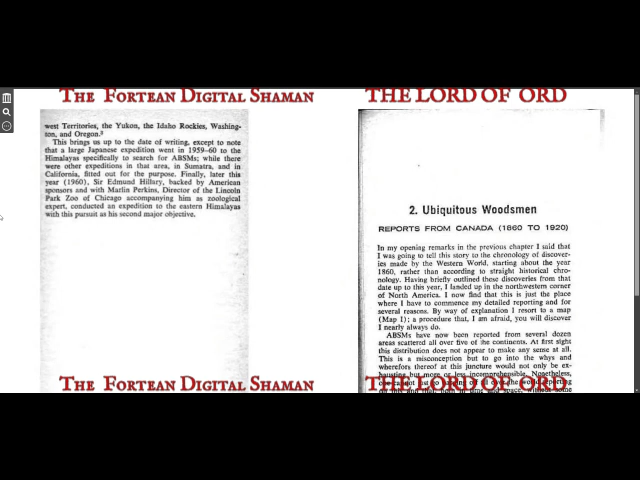 THE FORTEAN DIGITAL SHAMAN
west Territories, the Yukon, the Idaho Rockies, Washing-
ton, and Oregon.⁹
This brings us up to the date of writing, except to note
that a large Japanese expedition went in 1959-60 to the
Himalayas specifically to search for ABSMs; while there
were other expeditions in that area, in Sumatra, and in
California, fitted out for the purpose. Finally, later this
year (1960), Sir Edmund Hillary, backed by American
sponsors and with Marlin Perkins, Director of the Lincoln
Park Zoo of Chicago accompanying him as zoological
expert, conducted an expedition to the eastern Himalayas
with this pursuit as his second major objective.
THE FORTEAN DIGITAL SHAMAN
THE LORD OF ORD
2. Ubiquitous Woodsmen
REPORTS FROM CANADA (1860 TO 1920)
In my opening remarks in the previous chapter I said that
I was going to tell this story to the chronology of discover-
ies made by the Western World, starting about the year
1860, rather than according to straight historical chro-
nology. Having briefly outlined these discoveries from that
date up to this year, I landed up in the northwestern corner
of North America. I now find that this is just the place
where I have to commence my detailed reporting and for
several reasons. By way of explanation I resort to a map
(Map 1); a procedure that, I am afraid, you will discover
I nearly always do.
ABSMs have now been reported from several dozen
areas scattered all over five of the continents. At first sight
this distribution does not appear to make any sense at all.
This is a misconception but to go into the whys and
wherefores thereof at this juncture would not only be ex-
hausting but more or less incomprehensible. Nonetheless,
THE LORD OF ORD